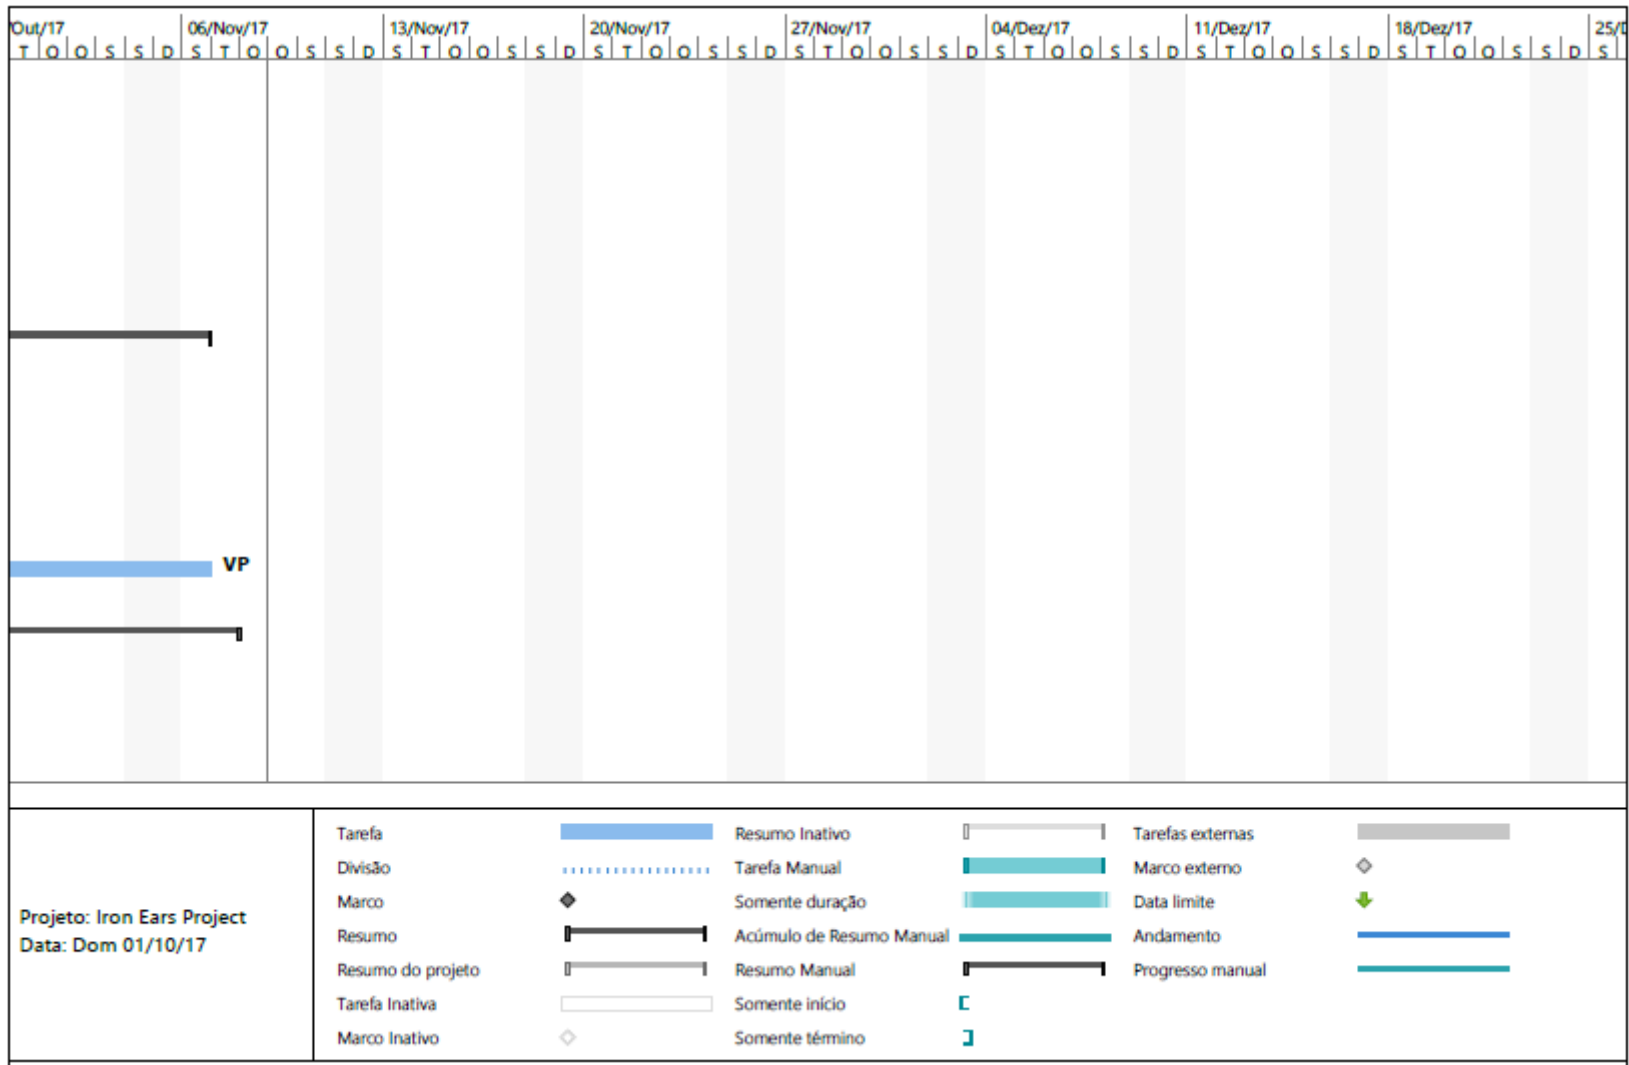 Out/17 06/Nov/17 13/Nov/17 20/Nov/17 27/Nov/17 04/Dez/17 11/Dez/17 18/Dez/17 25/D
T Q Q S S D S T Q Q S S D S T Q Q S S D S T Q Q S S D S T Q Q S S D S T Q Q S S D S T Q Q S S D S T Q Q S S D S
VP
Projeto: Iron Ears Project
Data: Dom 01/10/17
Tarefa
Divisão
Marco
Resumo
Resumo do projeto
Tarefa Inativa
Marco Inativo
Resumo Inativo
Tarefa Manual
Somente duração
Acúmulo de Resumo Manual
Resumo Manual
Somente início
Somente término
Tarefas externas
Marco externo
Data limite
Andamento
Progresso manual